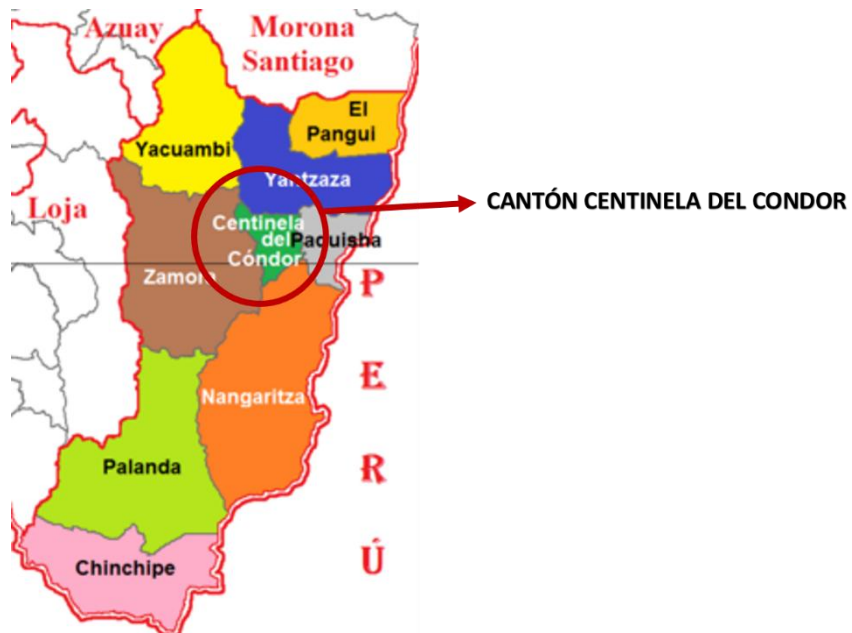 Azuay
Morona
Santiago
El
Pangui
Yacuambi
Yantzaza
CANTÓN CENTINELA DEL CONDOR
Loja
Centinela
del
Cóndor
Paquisha
Zamora
P
E
R
Ú
Nangaritza
Palanda
Chinchipe